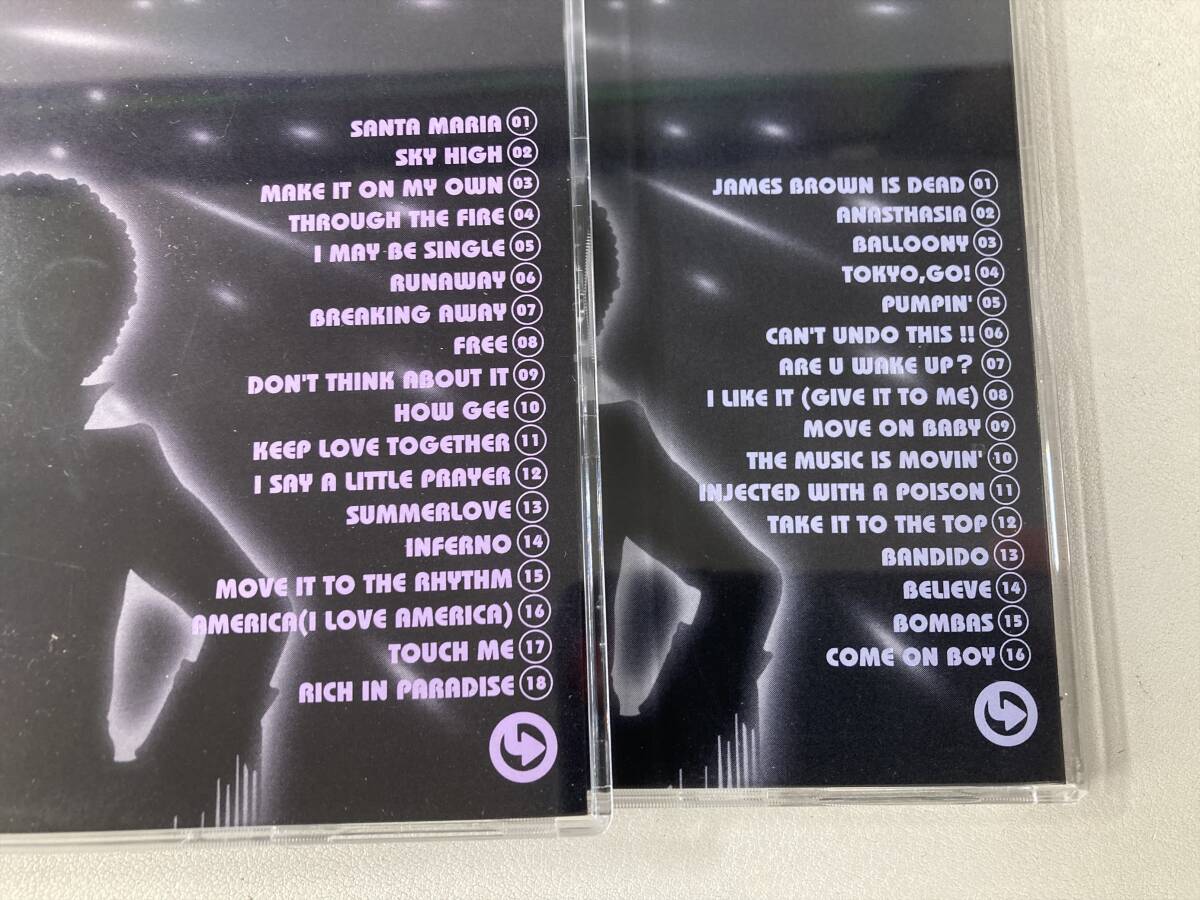 SANTA MARIA 01
SKY HIGH 02
MAKE IT ON MY OWN 03
THROUGH THE FIRE 04
I MAY BE SINGLE 05
RUNAWAY 06
BREAKING AWAY 07
FREE 08
DON'T THINK ABOUT IT 09
HOW GEE 10
KEEP LOVE TOGETHER 11
I SAY A LITTLE PRAYER 12
SUMMERLOVE 13
INFERNO 14
MOVE IT TO THE RHYTHM 15
AMERICA(I LOVE AMERICA) 16
TOUCH ME 17
RICH IN PARADISE 18
JAMES BROWN IS DEAD 01
ANASTHASIA 02
BALLOONY 03
TOKYO,GO! 04
PUMPIN' 05
CAN'T UNDO THIS !! 06
ARE U WAKE UP? 07
I LIKE IT (GIVE IT TO ME) 08
MOVE ON BABY 09
THE MUSIC IS MOVIN' 10
INJECTED WITH A POISON 11
TAKE IT TO THE TOP 12
BANDIDO 13
BELIEVE 14
BOMBAS 15
COME ON BOY 16